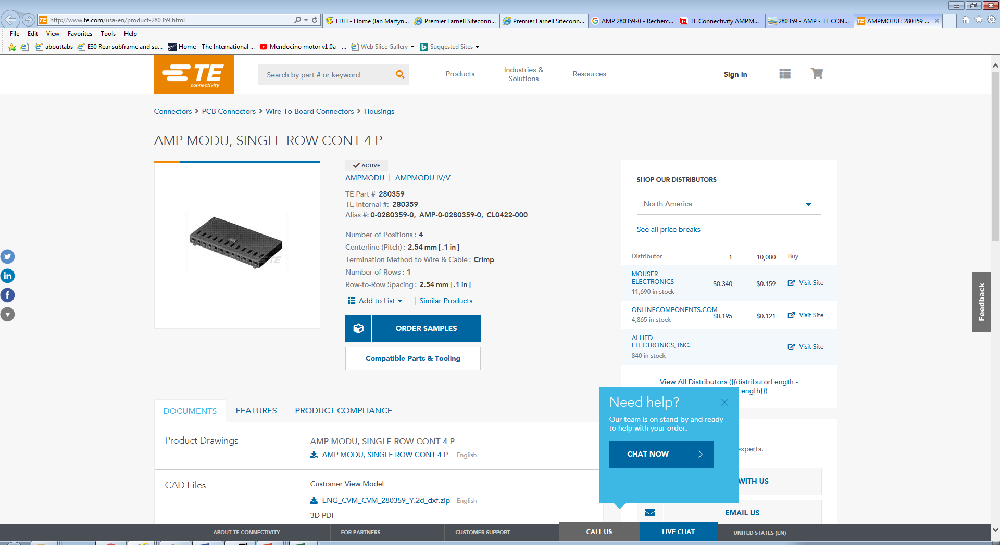 http://www.te.com/usa-en/product-280359.html
EDH - Home (Ian Martyn...
Premier Farnell Siteconn...
Premier Farnell Siteconn...
AMP 280359-0 - Recherc...
TE Connectivity AMPM...
280359 - AMP - TE CON...
AMPMODU : 280359 ...
File Edit View Favorites Tools Help
abouttabs
E30 Rear subframe and su...
Home - The International ...
Mendocino motor v1.0a - ...
Web Slice Gallery
Suggested Sites
TE
connectivity
Search by part # or keyword
Products
Industries &
Solutions
Resources
Sign In
Connectors > PCB Connectors > Wire-To-Board Connectors > Housings
AMP MODU, SINGLE ROW CONT 4 P
TE
ACTIVE
AMPMODU | AMPMODU IV/V
TE Part # 280359
TE Internal #: 280359
Alias #: 0-0280359-0, AMP-0-0280359-0, CL0422-000
Number of Positions : 4
Centerline (Pitch) : 2.54 mm [ .1 in ]
Termination Method to Wire & Cable : Crimp
Number of Rows : 1
Row-to-Row Spacing : 2.54 mm [ .1 in ]
Add to List | Similar Products
ORDER SAMPLES
Compatible Parts & Tooling
SHOP OUR DISTRIBUTORS
North America
See all price breaks
Distributor 1 10,000 Buy
MOUSER
ELECTRONICS
11,690 in stock
$0.340 $0.159 Visit Site
ONLINECOMPONENTS.COM
4,865 in stock
$0.195 $0.121 Visit Site
ALLIED
ELECTRONICS, INC.
840 in stock
Visit Site
View All Distributors ({{distributorLength -
Length}})
Feedback
Need help?
Our team is on stand-by and ready
to help with your order.
CHAT NOW
experts.
WITH US
EMAIL US
DOCUMENTS FEATURES PRODUCT COMPLIANCE
Product Drawings
AMP MODU, SINGLE ROW CONT 4 P
AMP MODU, SINGLE ROW CONT 4 P English
CAD Files
Customer View Model
ENG_CVM_CVM_280359_Y.2d_dxf.zip English
3D PDF
ABOUT TE CONNECTIVITY
FOR PARTNERS
CUSTOMER SUPPORT
CALL US
LIVE CHAT
UNITED STATES (EN)